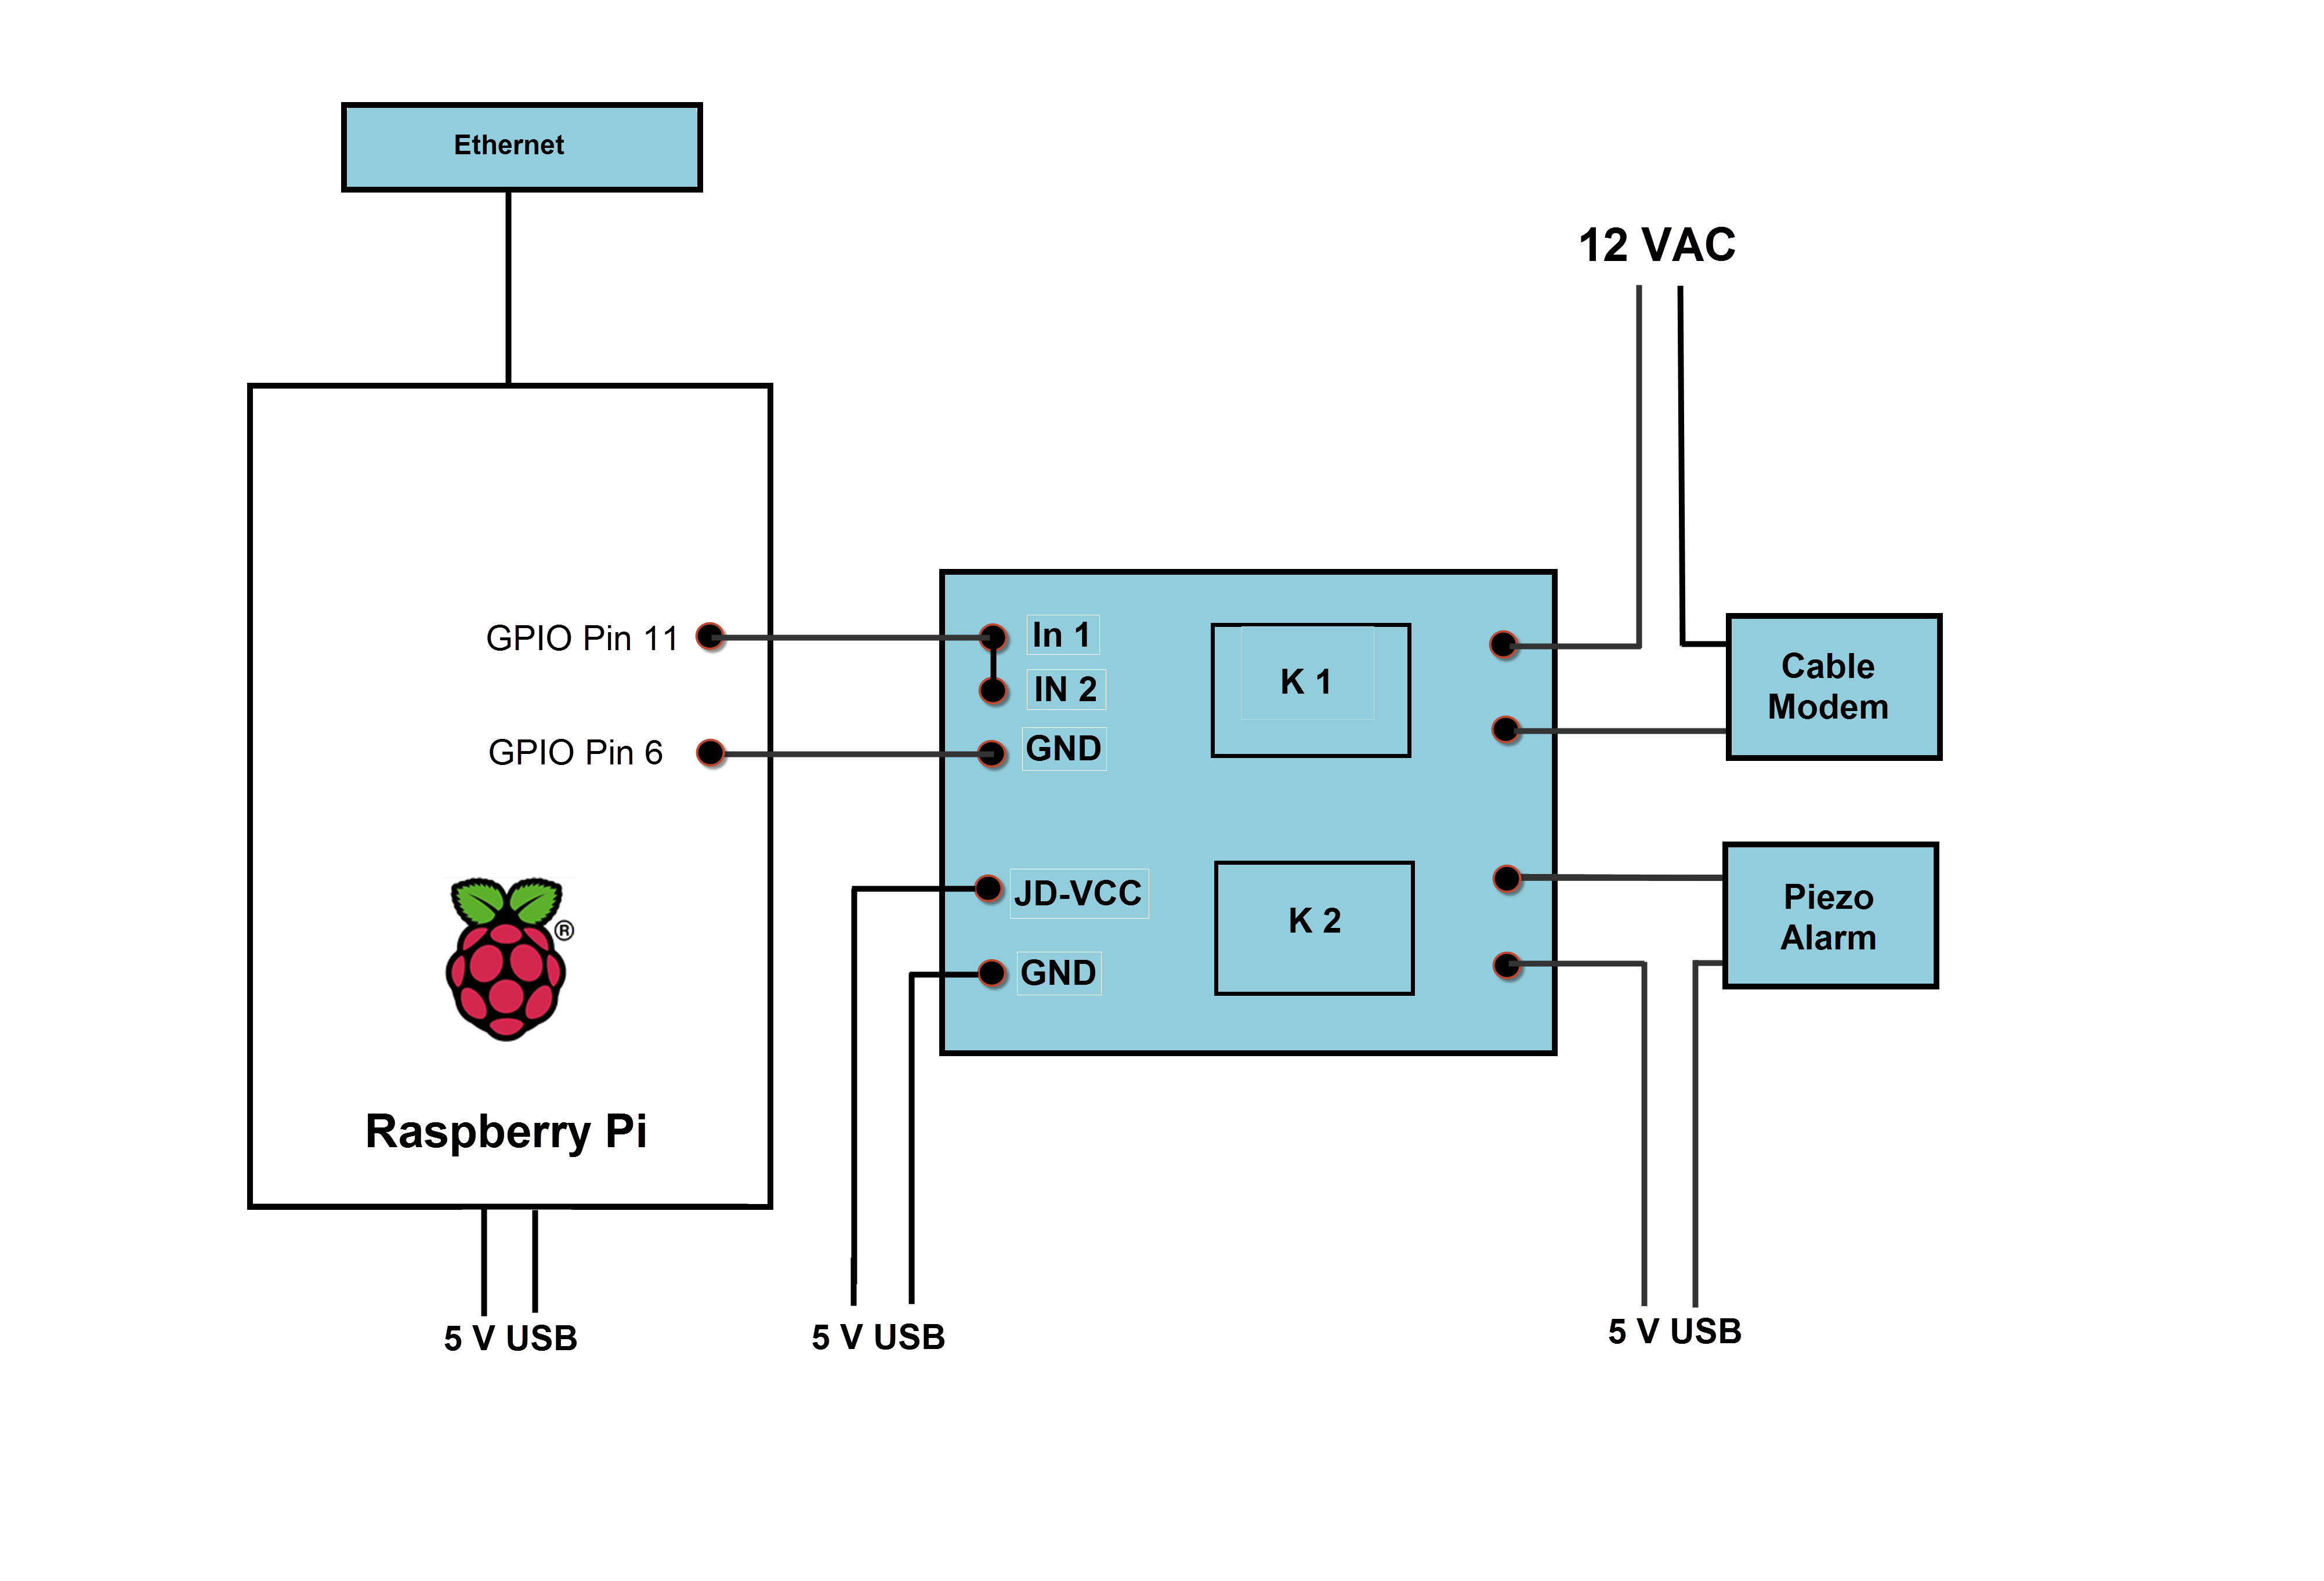 Ethernet
12 VAC
GPIO Pin 11
In 1
IN 2
K 1
Cable
Modem
GPIO Pin 6
GND
JD-VCC
K 2
Piezo
Alarm
®
GND
Raspberry Pi
5 V USB
5 V USB
5 V USB